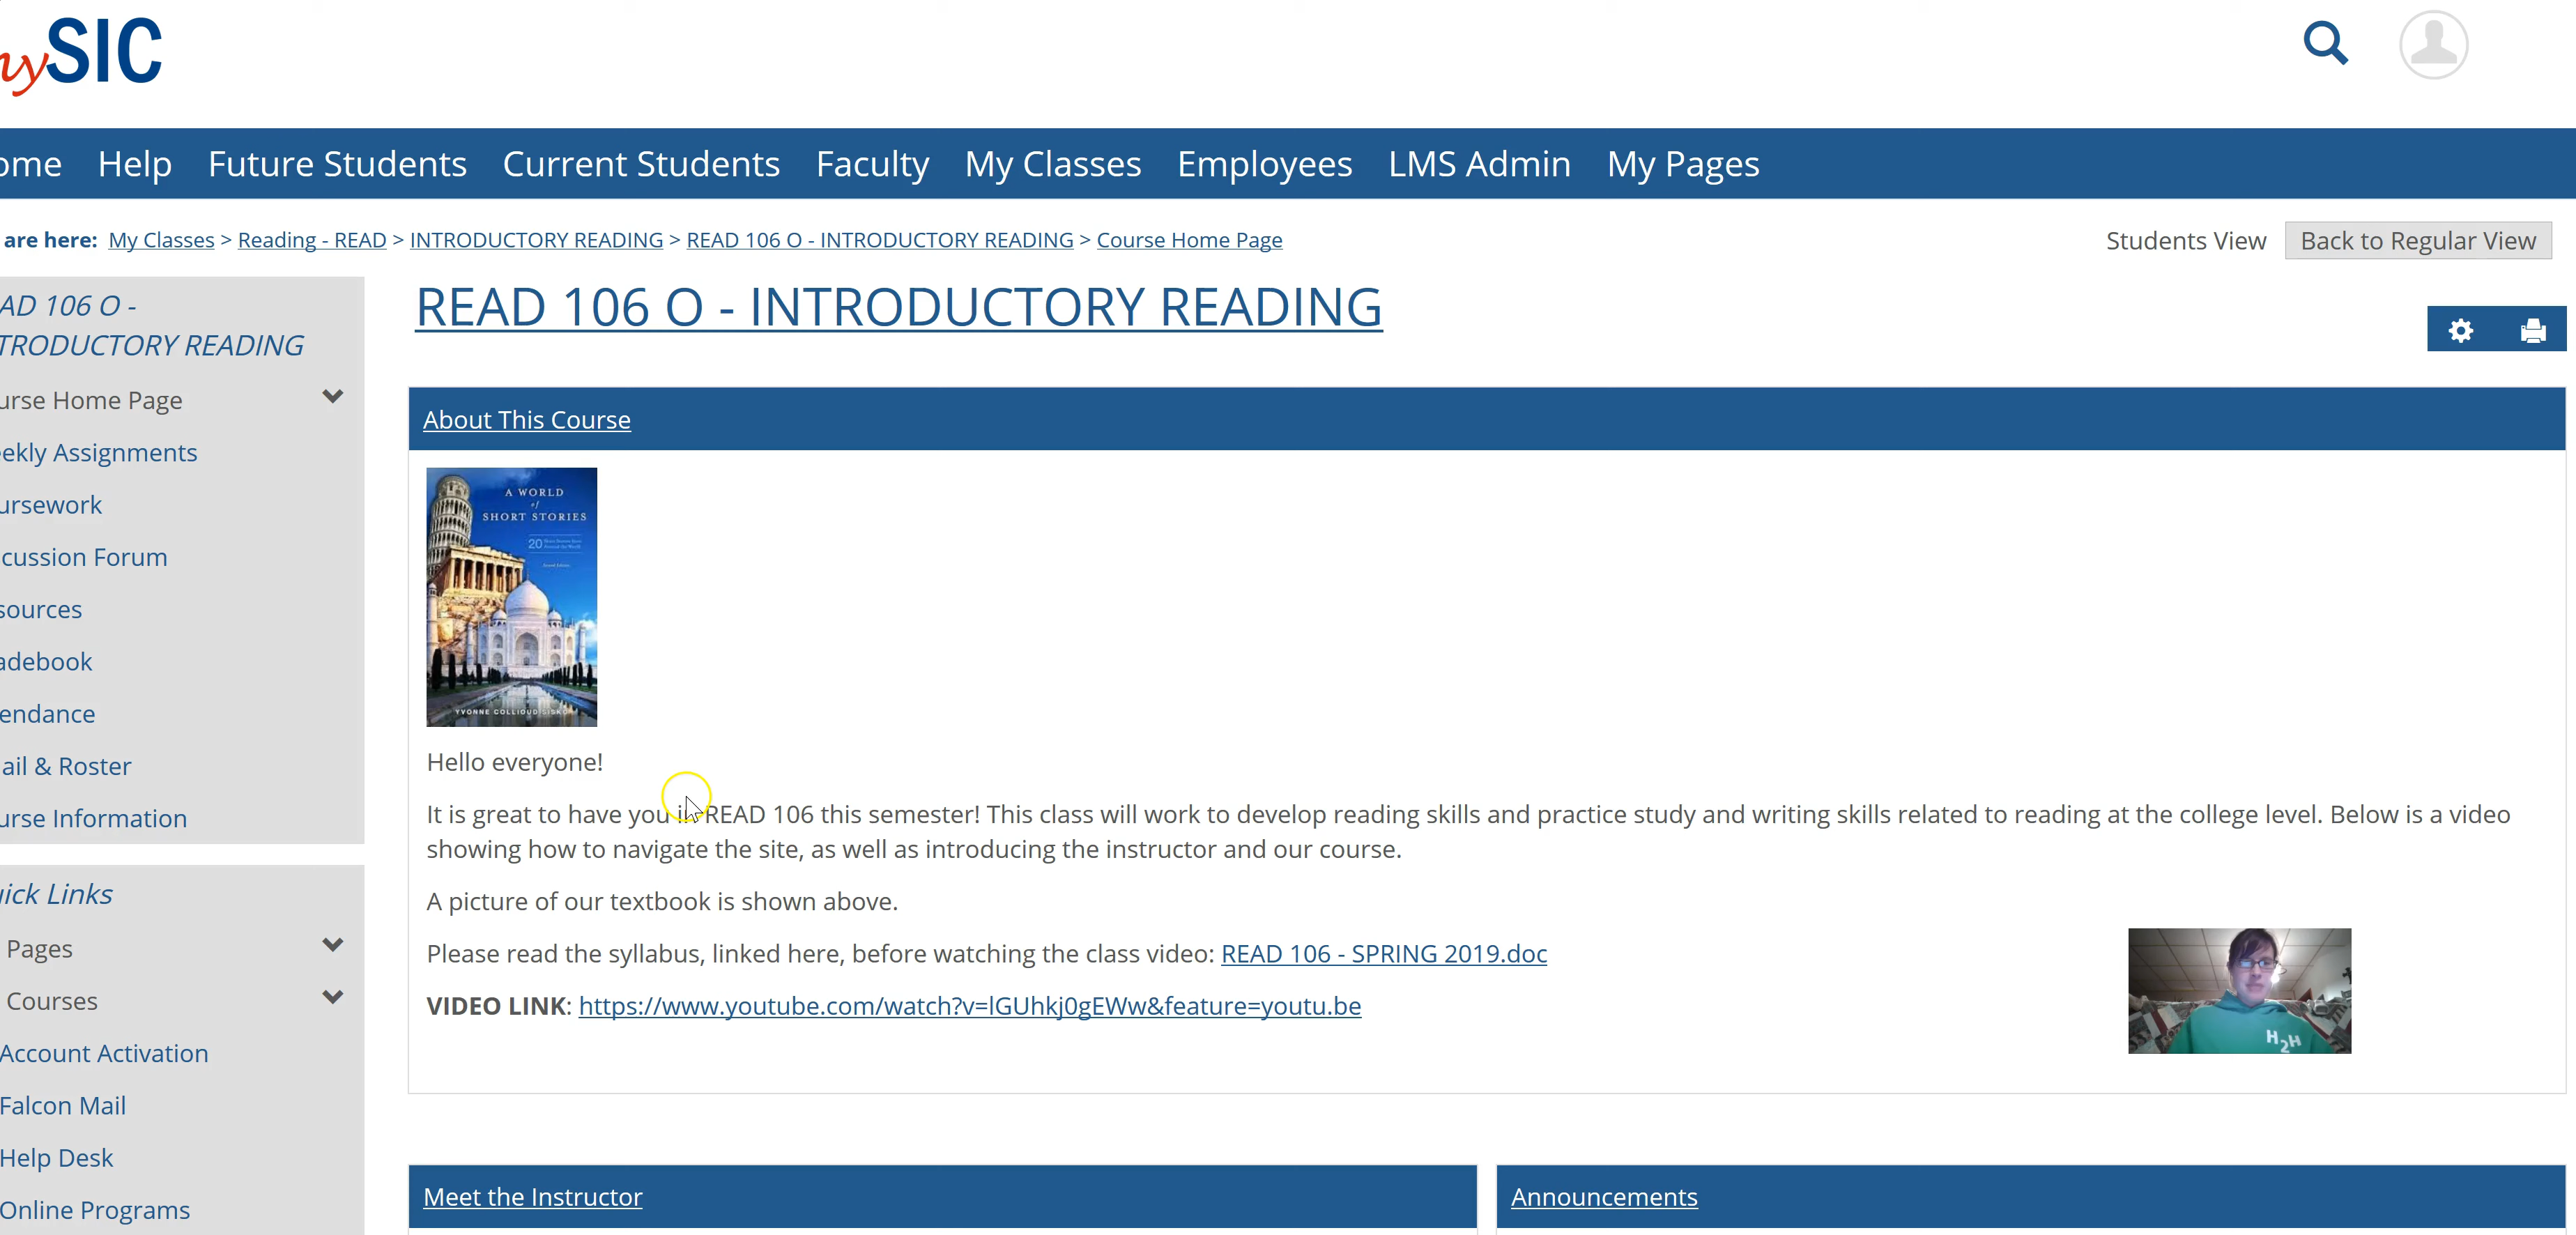 mySIC
ome Help Future Students Current Students Faculty My Classes Employees LMS Admin My Pages
are here: My Classes > Reading - READ > INTRODUCTORY READING > READ 106 O - INTRODUCTORY READING > Course Home Page
Students View Back to Regular View
AD 106 O -
TRODUCTORY READING
urse Home Page
ekly Assignments
ursework
cussion Forum
sources
adebook
endance
ail & Roster
urse Information
ick Links
Pages
Courses
Account Activation
Falcon Mail
Help Desk
Online Programs
READ 106 O - INTRODUCTORY READING
About This Course
A WORLD
of
SHORT STORIES
20
YVONNE COLLIOUD SISKO
Hello everyone!
It is great to have you in READ 106 this semester! This class will work to develop reading skills and practice study and writing skills related to reading at the college level. Below is a video
showing how to navigate the site, as well as introducing the instructor and our course.
A picture of our textbook is shown above.
Please read the syllabus, linked here, before watching the class video: READ 106 - SPRING 2019.doc
VIDEO LINK: https://www.youtube.com/watch?v=lGUhkj0gEWw&feature=youtu.be
H2H
Meet the Instructor
Announcements